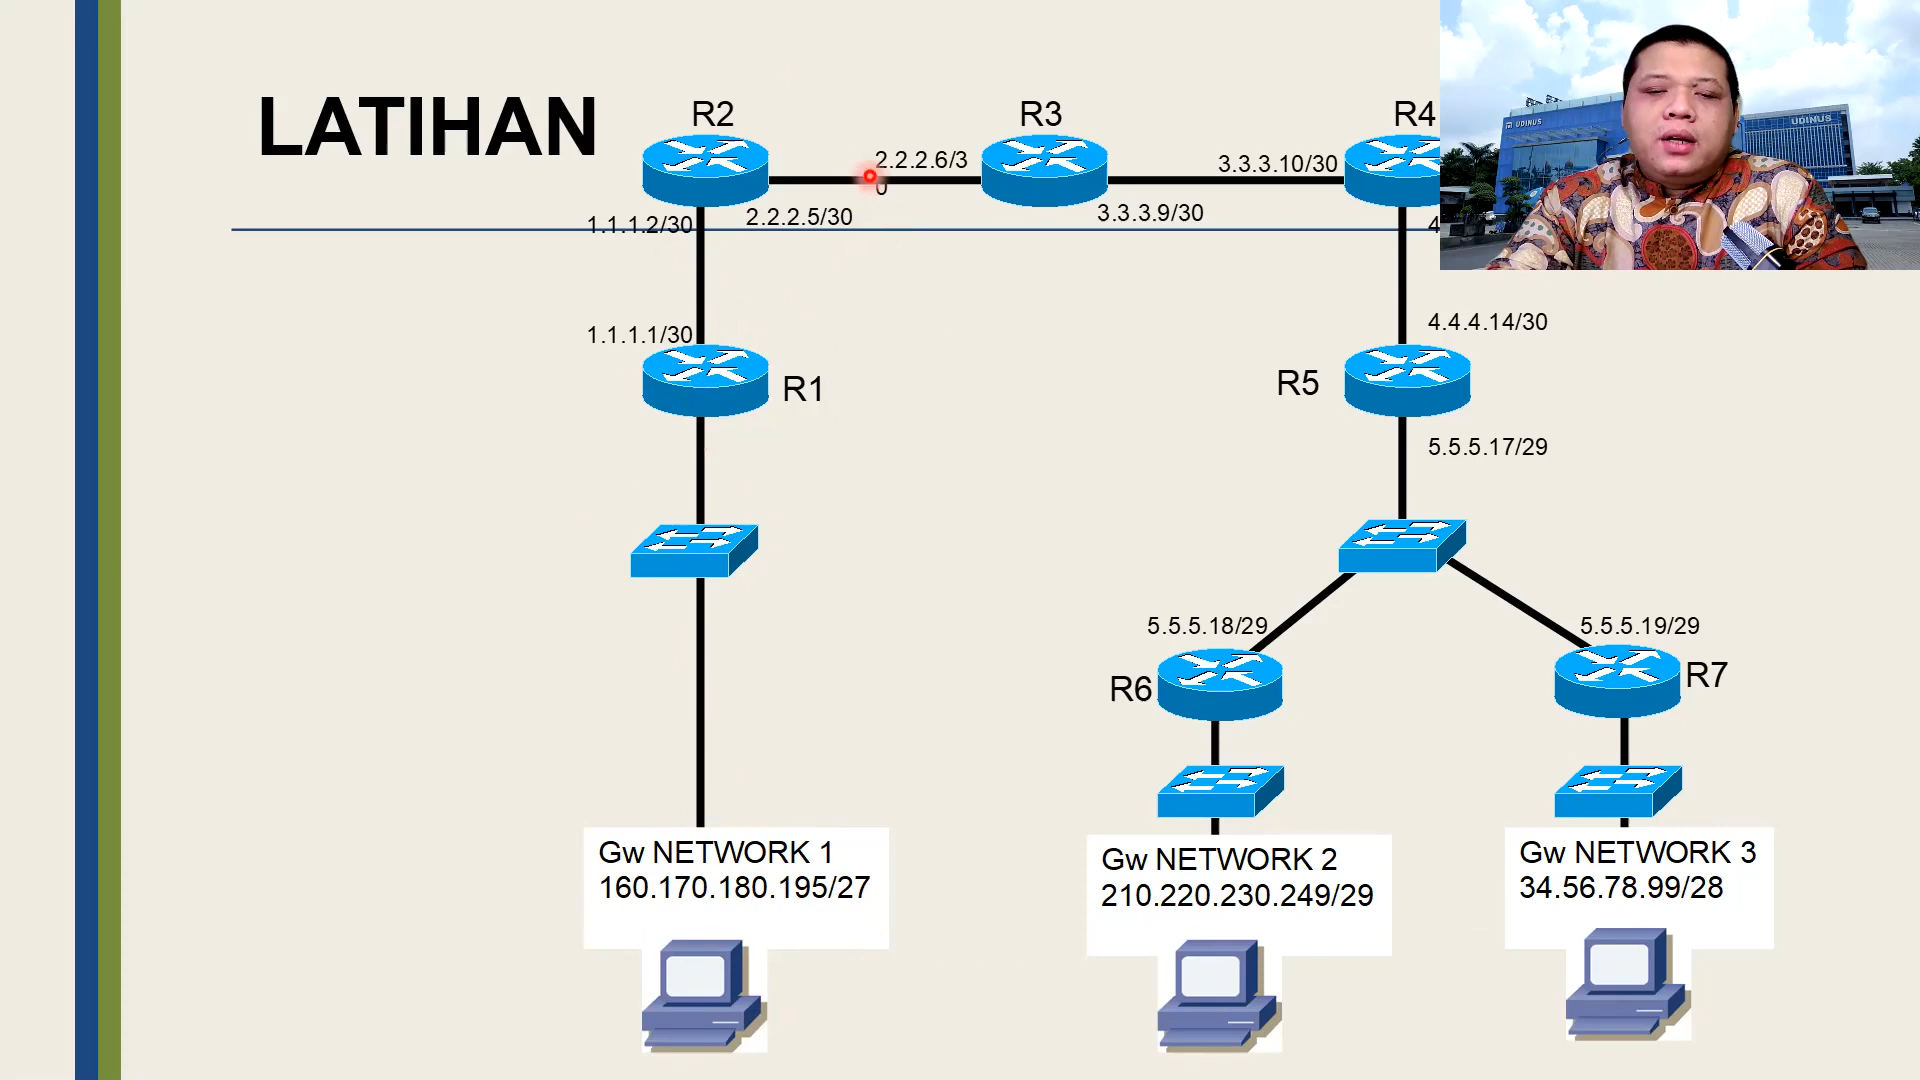 LATIHAN
R2
R3
R4
2.2.2.6/3
0
3.3.3.10/30
1.1.1.2/30
2.2.2.5/30
3.3.3.9/30
4
UDINUS
UDINUS
1.1.1.1/30
R1
4.4.4.14/30
R5
5.5.5.17/29
5.5.5.18/29
5.5.5.19/29
R6
R7
Gw NETWORK 1
160.170.180.195/27
Gw NETWORK 2
210.220.230.249/29
Gw NETWORK 3
34.56.78.99/28